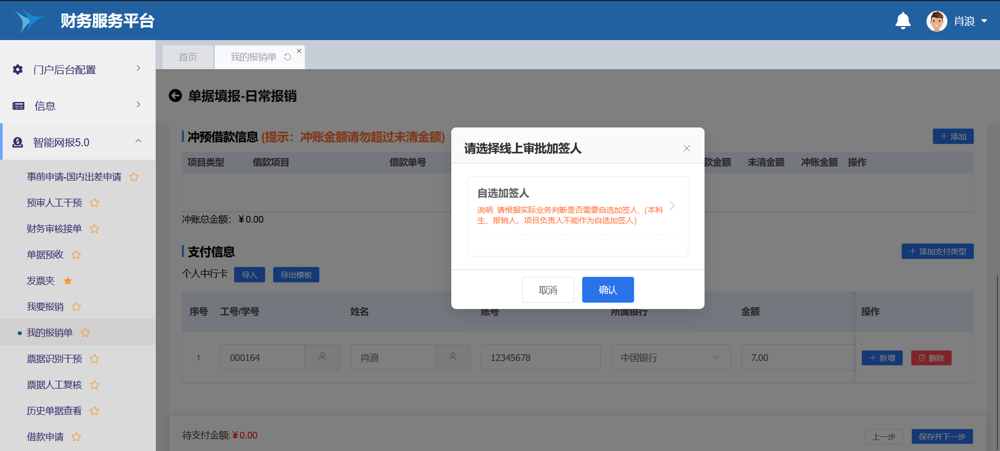 财务服务平台
肖浪
首页
我的报销单
门户后台配置
信息
智能网报5.0
事前申请-国内出差申请
预审人工干预
财务审核接单
单据预收
发票夹
我要报销
我的报销单
票据识别干预
票据人工复核
历史单据查看
借款申请
单据填报-日常报销
冲预借款信息 (提示：冲账金额请勿超过未清金额)
添加
项目类型 借款项目 借款单号 款金额 未清金额 冲账金额 操作
冲账总金额： ¥0.00
支付信息
添加支付类型
个人中行卡 导入 导出模板
序号 工号/学号 姓名 账号 所属银行 金额 操作
1 000164 肖浪 12345678 中国银行 7.00 新增 删除
待支付金额: ¥0.00
上一步 保存并下一步
请选择线上审批加签人
自选加签人
说明: 请根据实际业务判断是否需要自选加签人,（本科
生、报销人、项目负责人不能作为自选加签人）
取消 确认